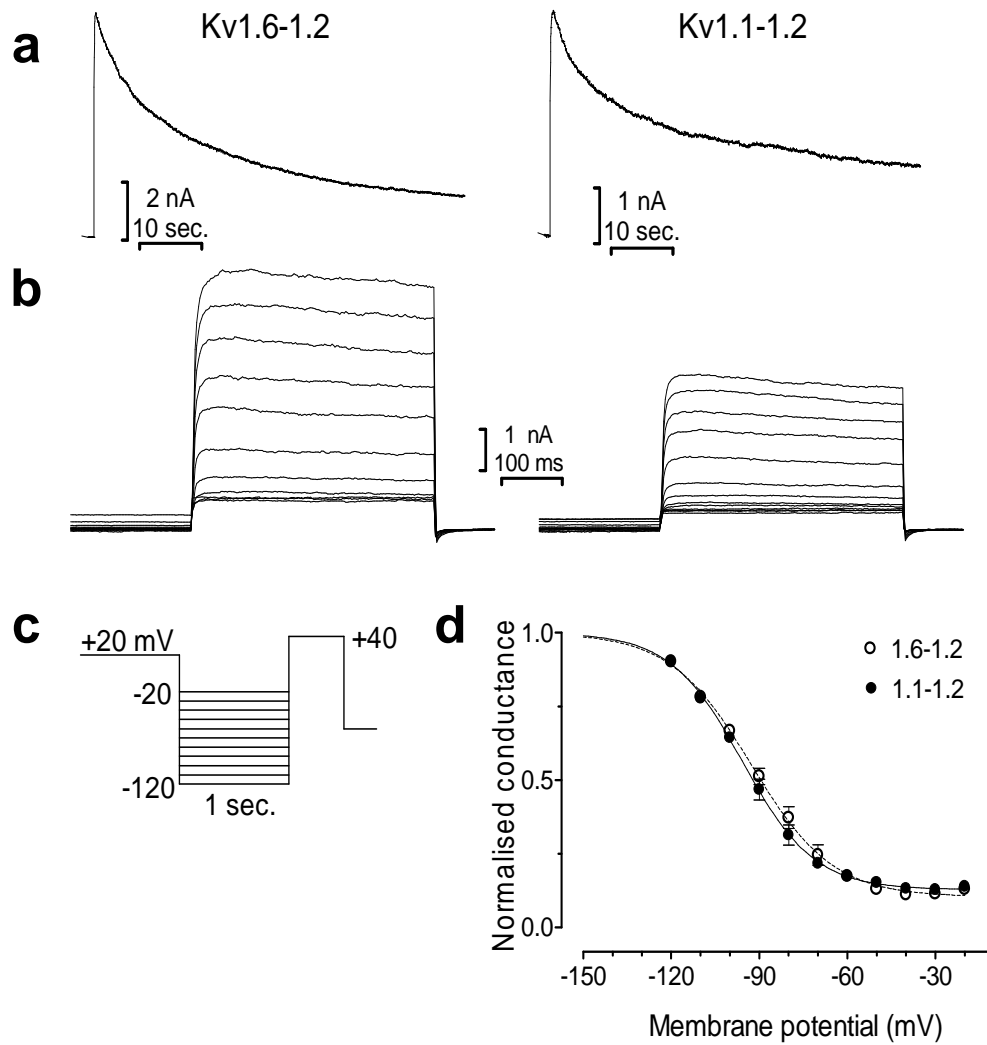 a
Kv1.6-1.2
Kv1.1-1.2
2 nA
10 sec.
1 nA
10 sec.
b
1 nA
100 ms
c
+20 mV
+40
-20
-120
1 sec.
d
1.6-1.2
1.1-1.2
Normalised conductance
1.0
0.5
0.0
-150 -120 -90 -60 -30
Membrane potential (mV)